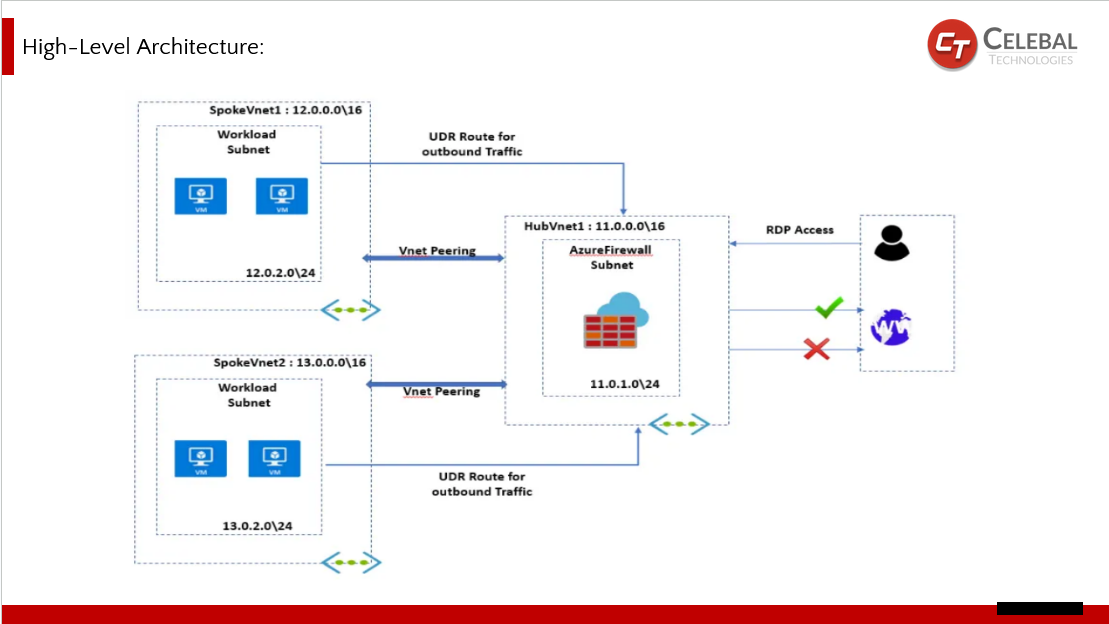 High-Level Architecture:
CT CELEBAL
TECHNOLOGIES
SpokeVnet1 : 12.0.0.0\16
Workload
Subnet
VM
VM
12.0.2.0\24
UDR Route for
outbound Traffic
Vnet Peering
HubVnet1 : 11.0.0.0\16
AzureFirewall
Subnet
11.0.1.0\24
RDP Access
WW
SpokeVnet2 : 13.0.0.0\16
Workload
Subnet
VM
VM
13.0.2.0\24
Vnet Peering
UDR Route for
outbound Traffic